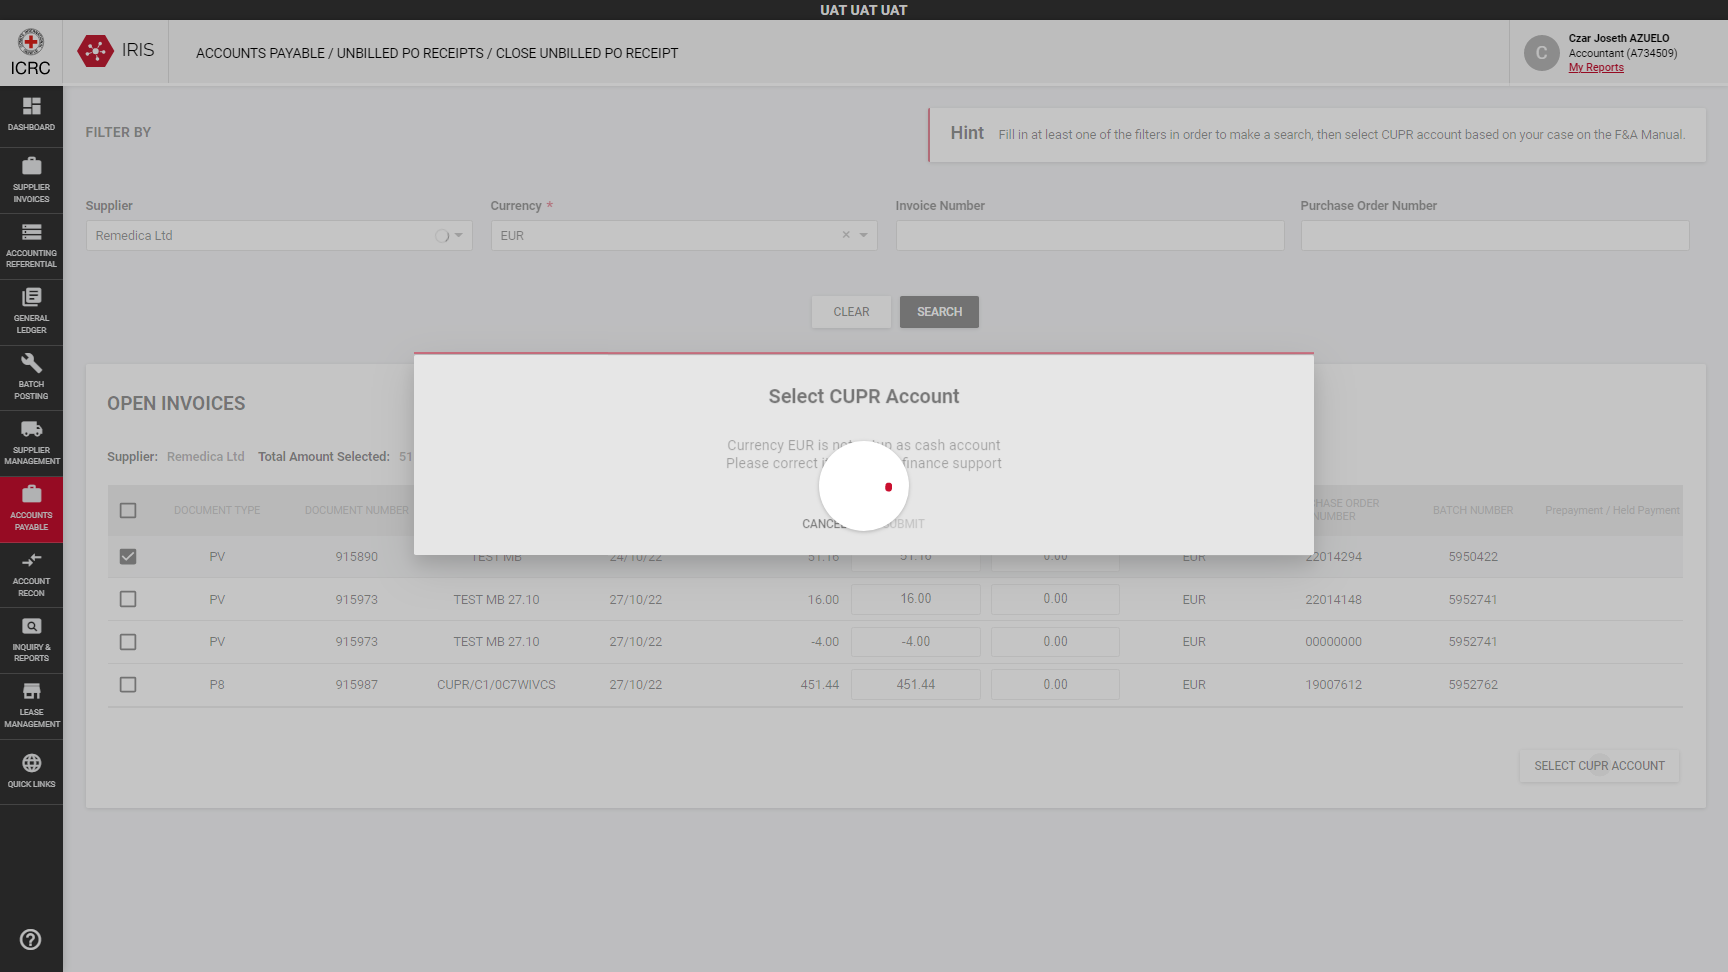 UAT UAT UAT
ICRC
IRIS
ACCOUNTS PAYABLE / UNBILLED PO RECEIPTS / CLOSE UNBILLED PO RECEIPT
C
Czar Joseth AZUELO
Accountant (A734509)
My Reports
DASHBOARD
SUPPLIER
INVOICES
ACCOUNTING
REFERENTIAL
GENERAL
LEDGER
BATCH
POSTING
SUPPLIER
MANAGEMENT
ACCOUNTS
PAYABLE
ACCOUNT
RECON
INQUIRY &
REPORTS
LEASE
MANAGEMENT
QUICK LINKS
FILTER BY
Hint Fill in at least one of the filters in order to make a search, then select CUPR account based on your case on the F&A Manual.
Supplier Currency * Invoice Number Purchase Order Number
Remedica Ltd EUR
CLEAR SEARCH
OPEN INVOICES
Supplier: Remedica Ltd Total Amount Selected: 51
Select CUPR Account
Currency EUR is as cash account
Please correct finance support
DOCUMENT TYPE DOCUMENT NUMBER ORDER
NUMBER BATCH NUMBER Prepayment / Held Payment
PV 915890 TEST MB 24/10/22 51.16 51.16 0.00 EUR 22014294 5950422
PV 915973 TEST MB 27.10 27/10/22 16.00 16.00 0.00 EUR 22014148 5952741
PV 915973 TEST MB 27.10 27/10/22 -4.00 -4.00 0.00 EUR 00000000 5952741
P8 915987 CUPR/C1/0C7WIVCS 27/10/22 451.44 451.44 0.00 EUR 19007612 5952762
SELECT CUPR ACCOUNT